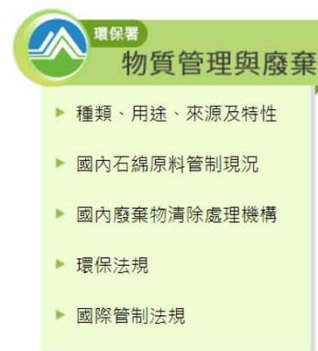 環保署
物質管理與廢棄
種類、用途、來源及特性
國內石綿原料管制現況
國內廢棄物清除處理機構
環保法規
國際管制法規